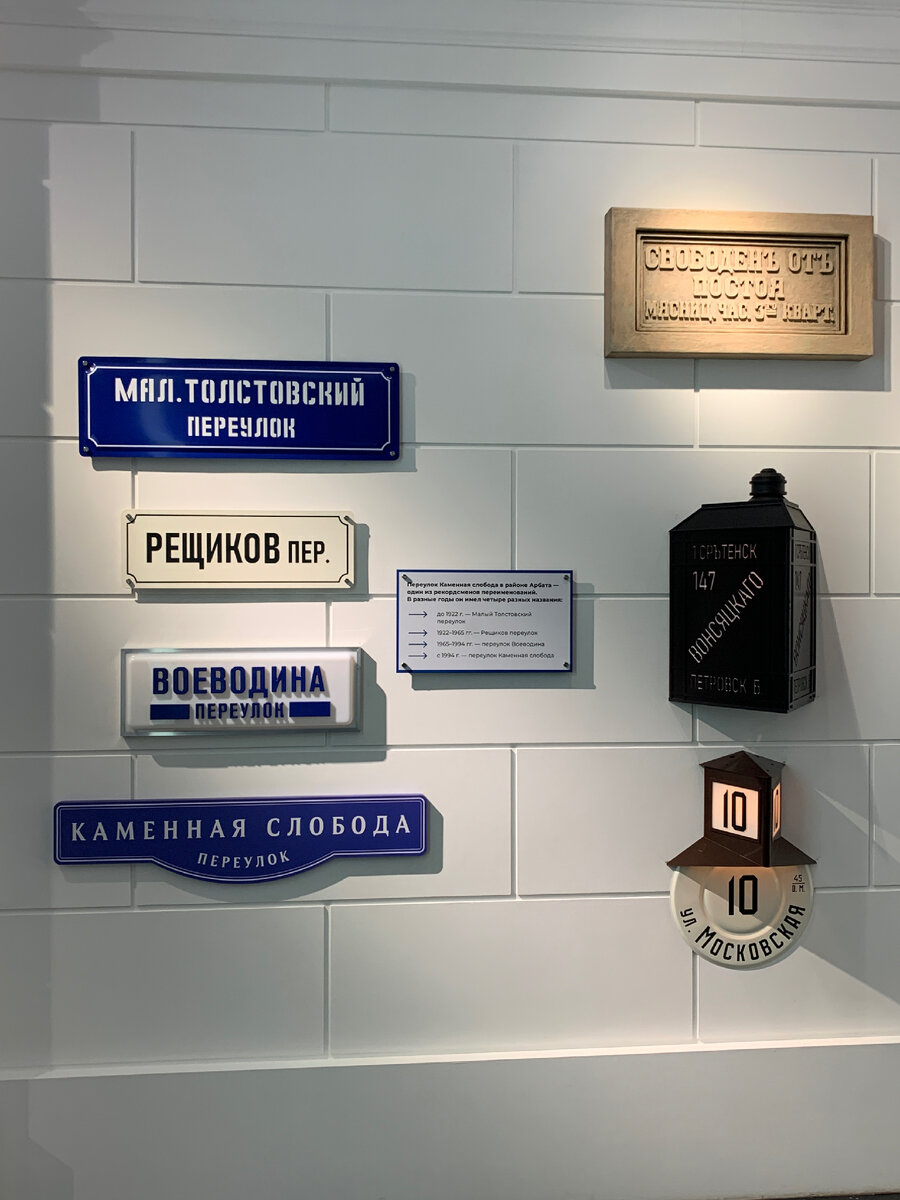 СВОБОДЕНЪ ОТЪ
ПОСТОЯ
МЯСНИЦ. ЧАС. 3го КВАРТ.
МАЛ. ТОЛСТОВСКИЙ
ПЕРЕУЛОК
РЕЩИКОВ ПЕР.
Переулок Каменная слобода в районе Арбата —
один из рекордсменов переименований.
В разные годы он имел четыре разных названия:
до 1922 г. — Малый Толстовский
переулок
1922–1965 гг. — Рещиков переулок
1965–1994 гг. — переулок Воеводина
с 1994 г. — переулок Каменная слобода
ВОЕВОДИНА
ПЕРЕУЛОК
КАМЕННАЯ СЛОБОДА
ПЕРЕУЛОК
1 СРѢТЕНСК
147
ВОНСЯЦКАГО
ПЕТРОВСК Б
10
10
45
О.М.
УЛ. МОСКОВСКАЯ